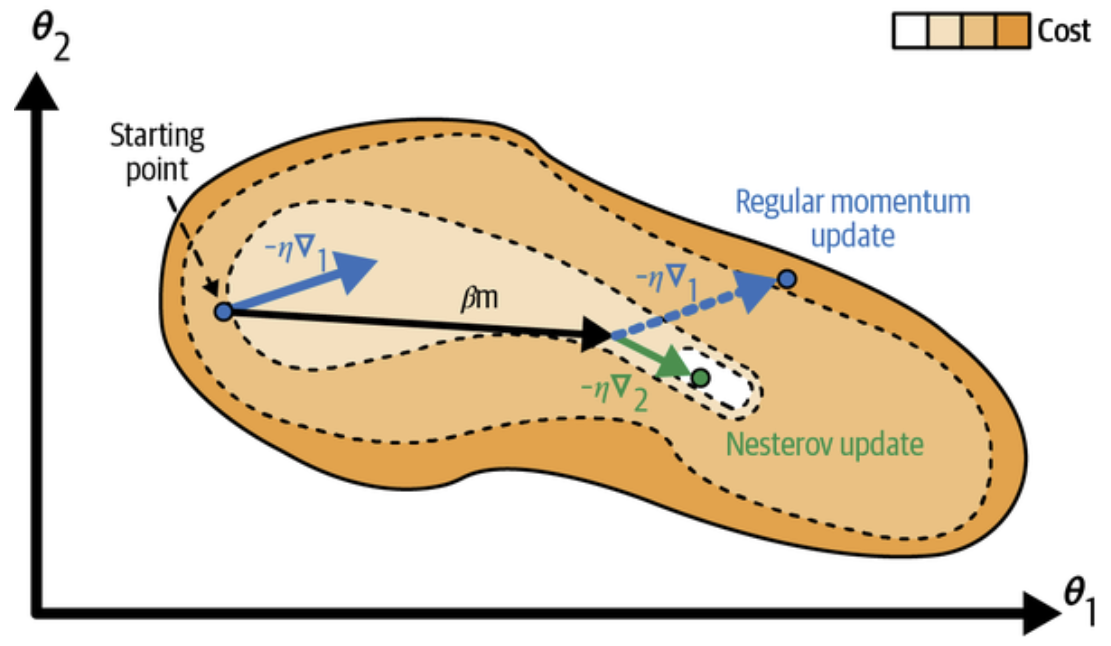 θ2
Cost
Starting
point
Regular momentum
update
-η∇1
-η∇1
βm
-η∇2
Nesterov update
θ1